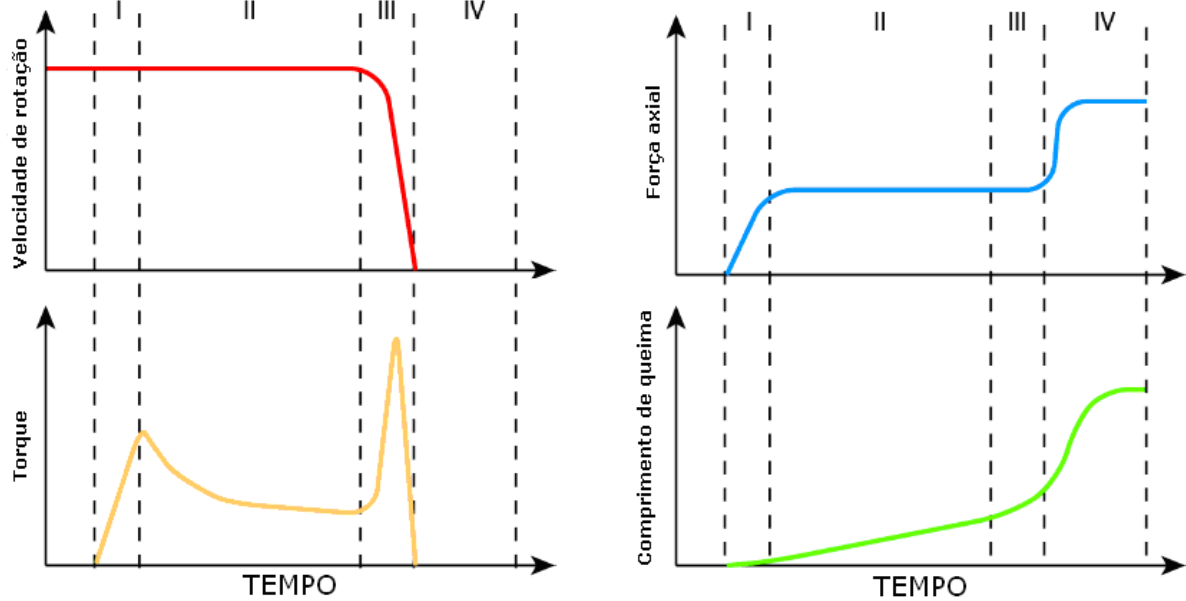 I II III IV
Velocidade de rotação
Torque
TEMPO
I II III IV
Força axial
Comprimento de queima
TEMPO